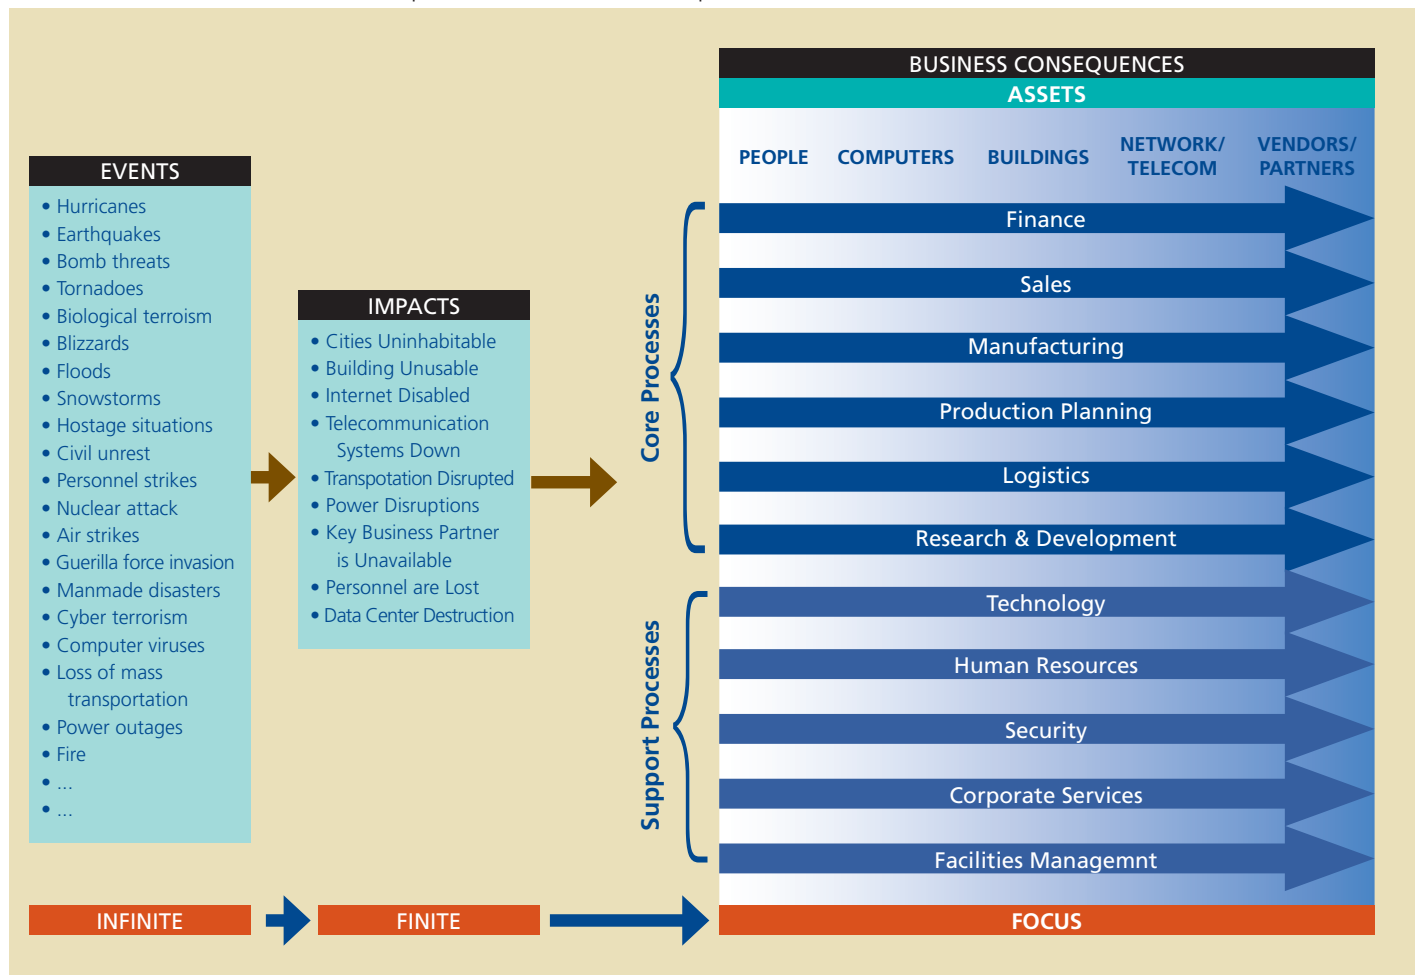 EVENTS
• Hurricanes
• Earthquakes
• Bomb threats
• Tornadoes
• Biological terroism
• Blizzards
• Floods
• Snowstorms
• Hostage situations
• Civil unrest
• Personnel strikes
• Nuclear attack
• Air strikes
• Guerilla force invasion
• Manmade disasters
• Cyber terrorism
• Computer viruses
• Loss of mass
transportation
• Power outages
• Fire
• ...
• ...
INFINITE
IMPACTS
• Cities Uninhabitable
• Building Unusable
• Internet Disabled
• Telecommunication
Systems Down
• Transpotation Disrupted
• Power Disruptions
• Key Business Partner
is Unavailable
• Personnel are Lost
• Data Center Destruction
FINITE
BUSINESS CONSEQUENCES
ASSETS
PEOPLE
COMPUTERS
BUILDINGS
NETWORK/
TELECOM
VENDORS/
PARTNERS
Core Processes
Finance
Sales
Manufacturing
Production Planning
Logistics
Research & Development
Support Processes
Technology
Human Resources
Security
Corporate Services
Facilities Managemnt
FOCUS